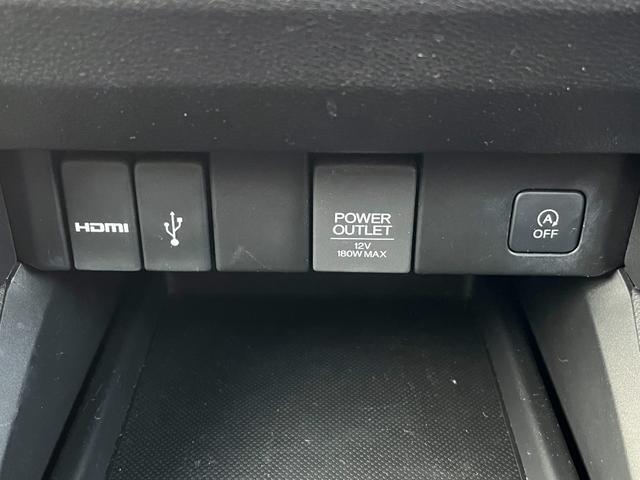 HDMI
POWER
OUTLET
12V
180W MAX
A
OFF